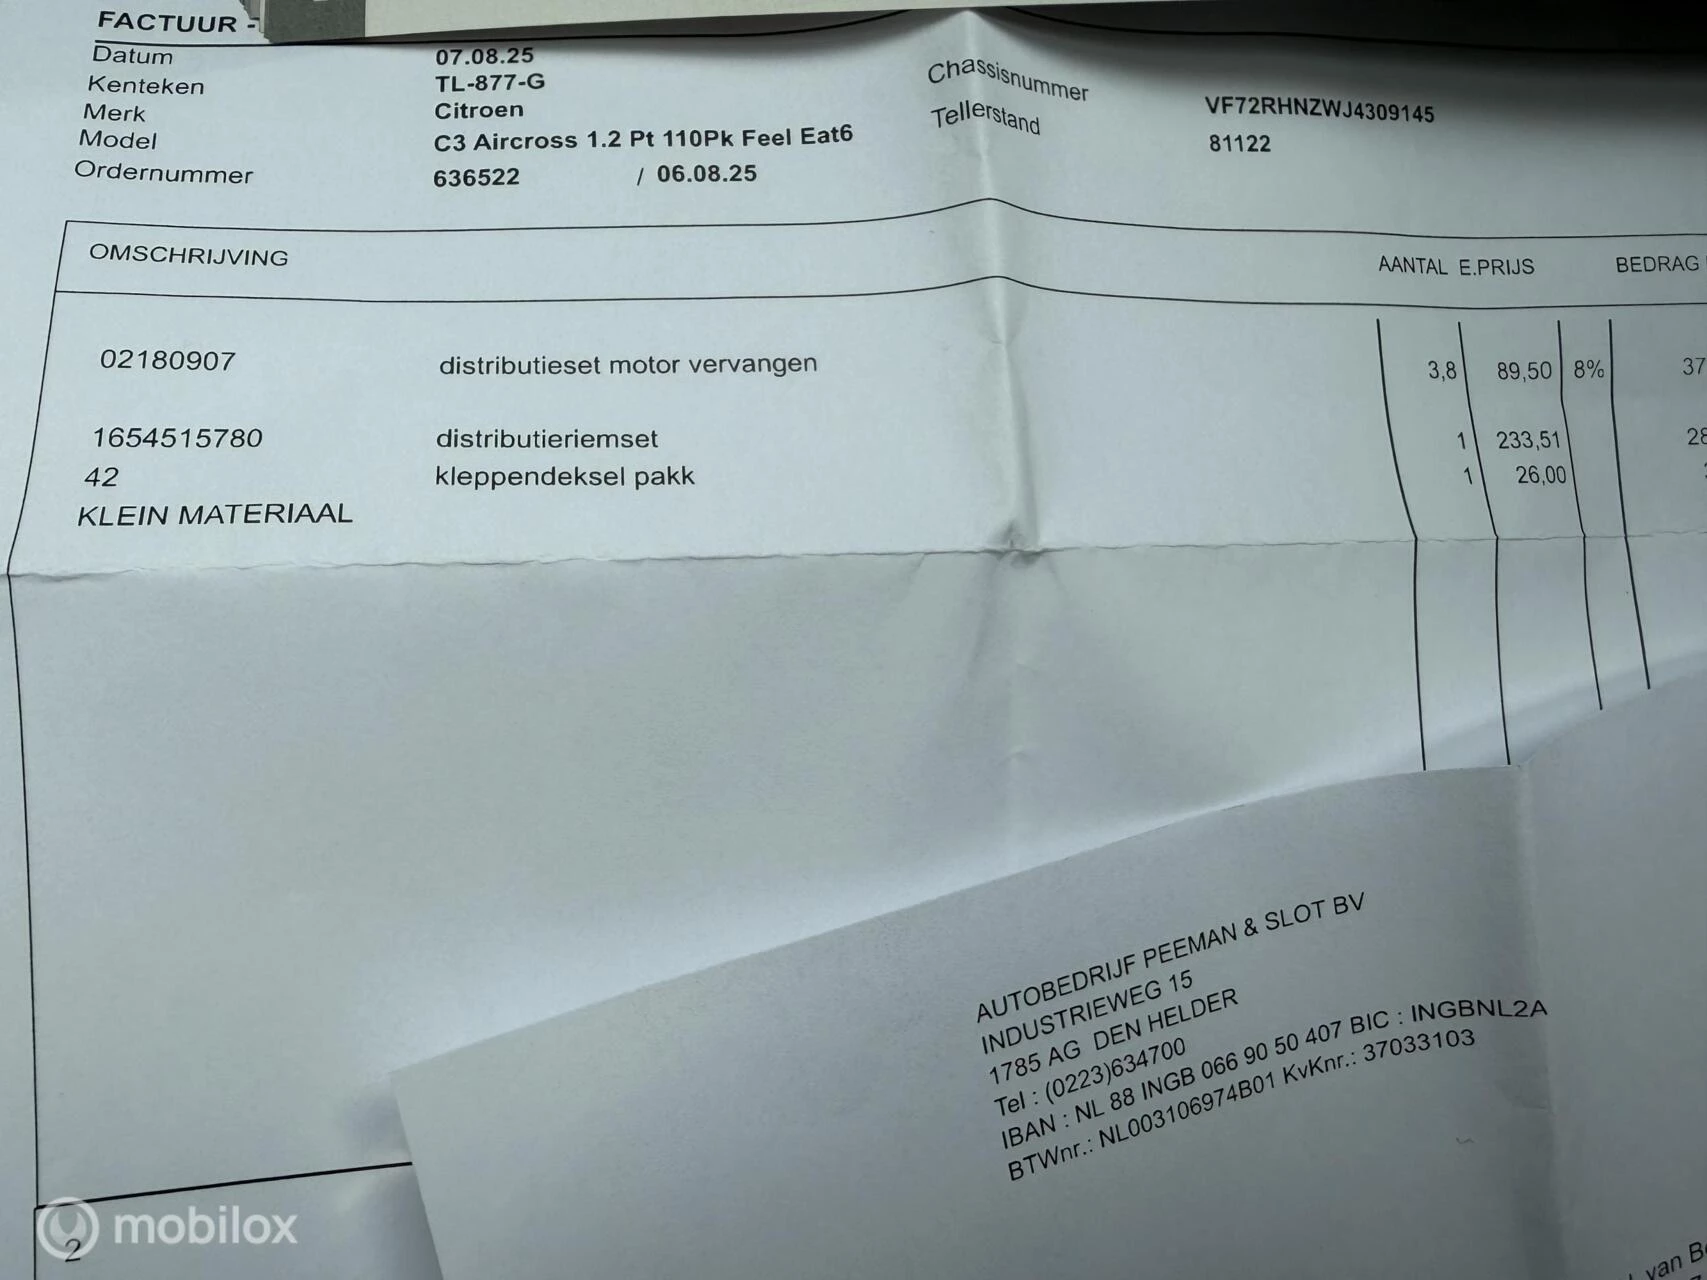 FACTUUR -
Datum 07.08.25
Kenteken TL-877-G
Merk Citroen
Model C3 Aircross 1.2 Pt 110Pk Feel Eat6
Ordernummer 636522 / 06.08.25
Chassisnummer VF72RHNZWJ4309145
Tellerstand 81122
OMSCHRIJVING AANTAL E.PRIJS BEDRAG
02180907 distributieset motor vervangen 3,8 89,50 8% 37
1654515780 distributieriemset 1 233,51 28
42 kleppendeksel pakk 1 26,00
KLEIN MATERIAAL
AUTOBEDRIJF PEEMAN & SLOT BV
INDUSTRIEWEG 15
1785 AG DEN HELDER
Tel : (0223)634700
IBAN : NL 88 INGB 066 90 50 407 BIC : INGBNL2A
BTWnr.: NL003106974B01 KvKnr.: 37033103
van
2
mobilox